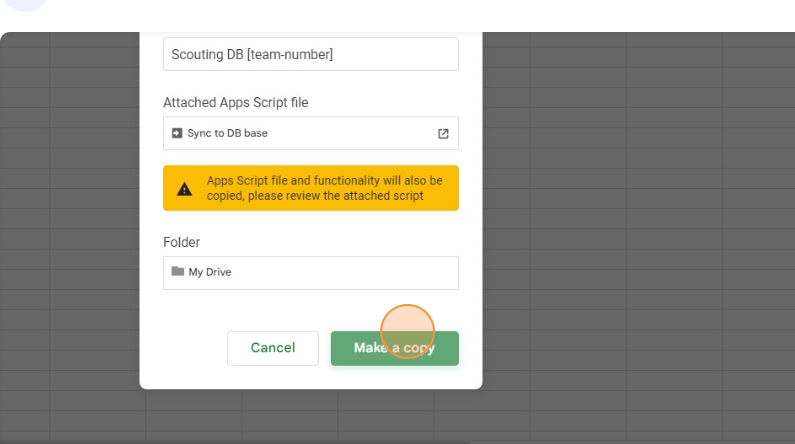 Scouting DB [team-number]
Attached Apps Script file
Sync to DB base
Apps Script file and functionality will also be
copied, please review the attached script
Folder
My Drive
Cancel
Make a copy